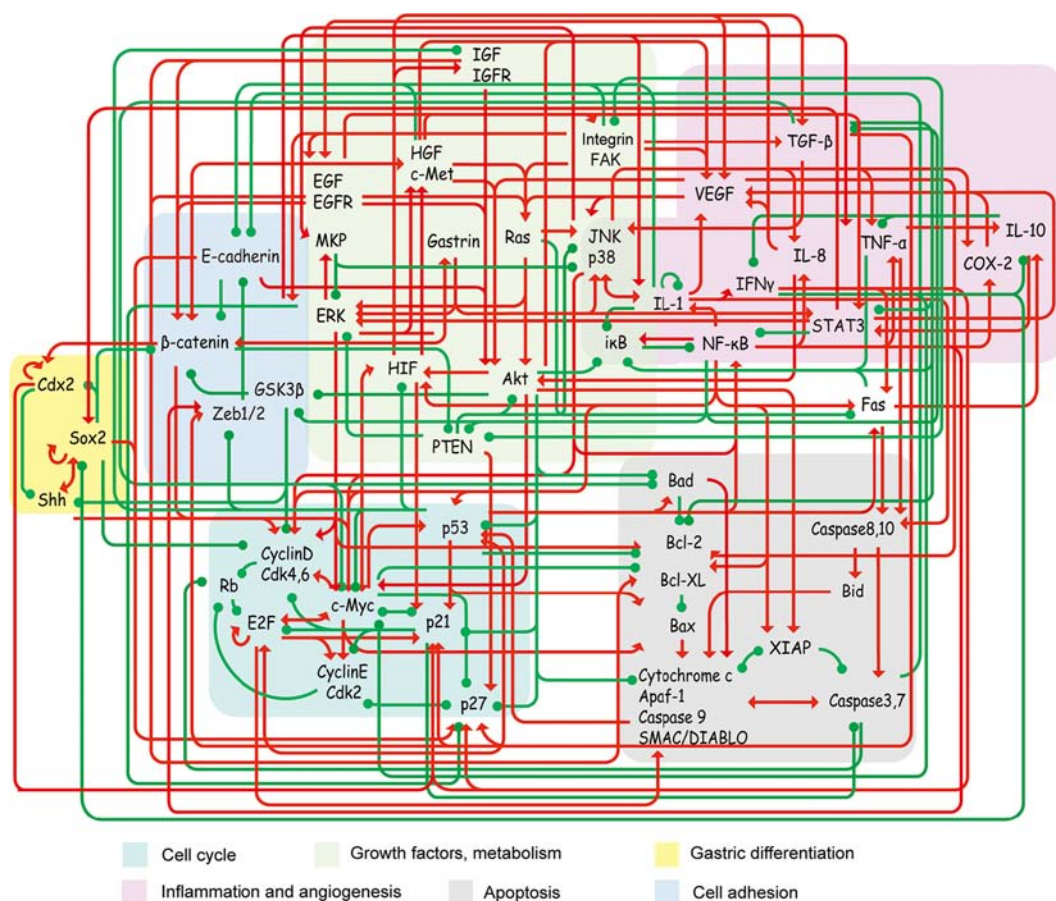 IGF
IGFR
Integrin
FAK
TGF-β
HGF
c-Met
EGF
EGFR
VEGF
MKP
Gastrin
Ras
JNK
p38
IL-8
TNF-α
IL-10
COX-2
E-cadherin
IFNγ
IL-1
ERK
STAT3
β-catenin
iκB
NF-κB
HIF
Akt
Cdx2
GSK3β
Zeb1/2
Fas
Sox2
PTEN
Shh
Bad
p53
Caspase8,10
CyclinD
Cdk4,6
Bcl-2
Rb
Bcl-XL
Bid
c-Myc
E2F
p21
Bax
XIAP
CyclinE
Cdk2
p27
Cytochrome c
Apaf-1
Caspase 9
SMAC/DIABLO
Caspase3,7
Cell cycle
Growth factors, metabolism
Gastric differentiation
Inflammation and angiogenesis
Apoptosis
Cell adhesion